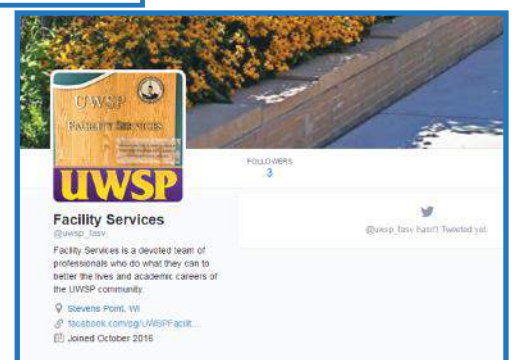 UWSP
FACILITY SERVICES
UWSP
FOLLOWERS
3
Facility Services
@uwsp_fasv
Facility Services is a devoted team of
professionals who do what they can to
better the lives and academic careers of
the UWSP community.
Stevens Point, WI
facebook.com/pg/UWSPFacilit...
Joined October 2016
@uwsp_fasv hasn't Tweeted yet.